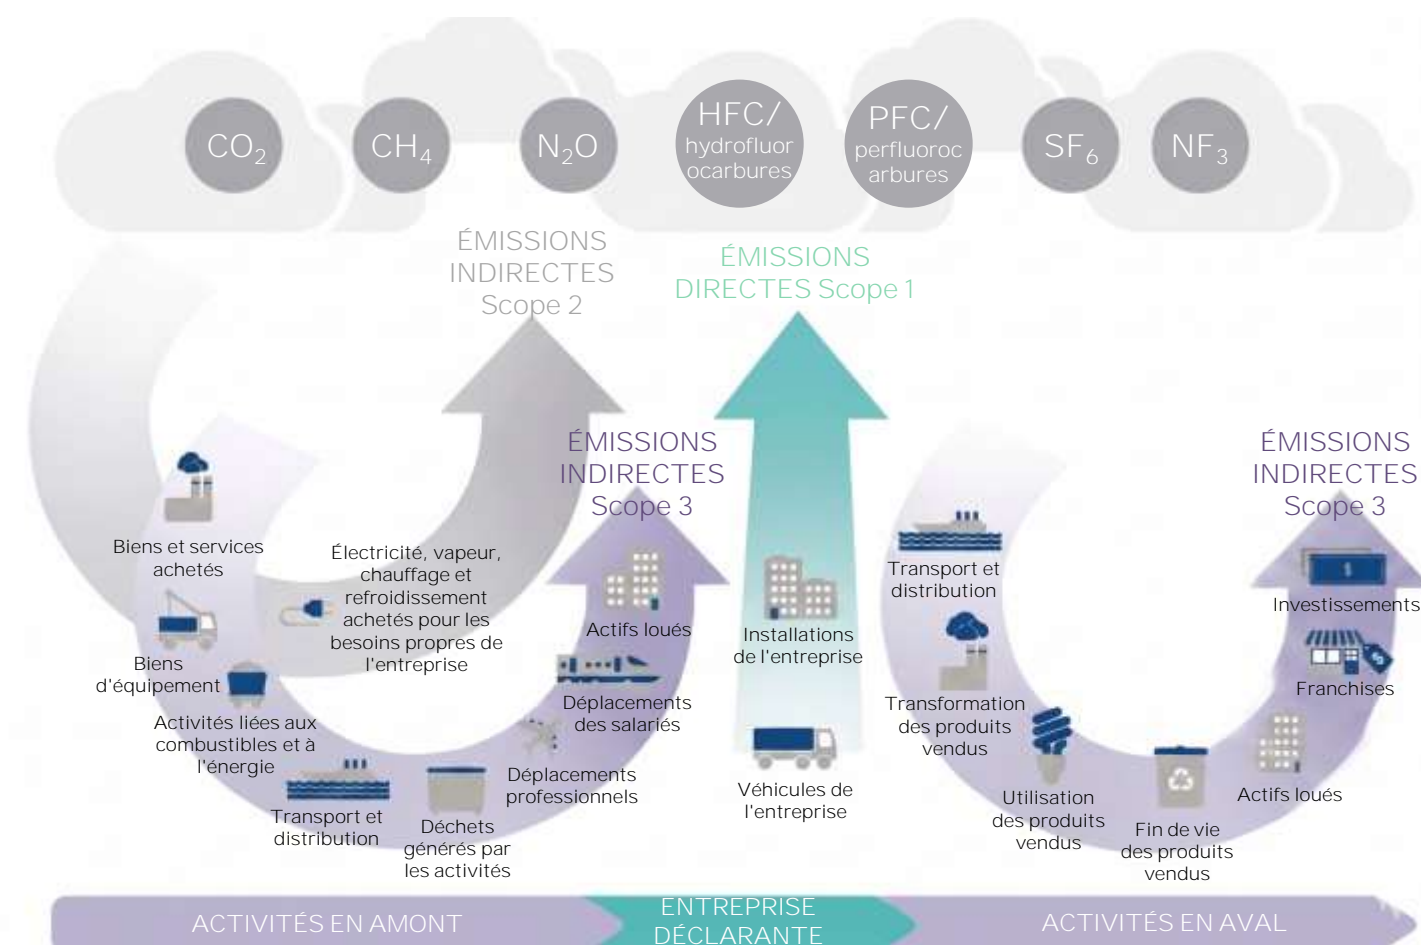 CO₂
CH₄
N₂O
HFC/
hydrofluor
ocarbures
PFC/
perfluoroc
arbures
SF₆
NF₃
ÉMISSIONS
INDIRECTES
Scope 2
ÉMISSIONS
DIRECTES Scope 1
ÉMISSIONS
INDIRECTES
Scope 3
ÉMISSIONS
INDIRECTES
Scope 3
Biens et services
achetés
Électricité, vapeur,
chauffage et
refroidissement
achetés pour les
besoins propres de
l'entreprise
Biens
d'équipement
Activités liées aux
combustibles et à
l'énergie
Transport et
distribution
Déchets
générés par
les activités
Déplacements
professionnels
Déplacements
des salariés
Actifs loués
Installations
de l'entreprise
Véhicules de
l'entreprise
Transport et
distribution
Transformation
des produits
vendus
Utilisation
des produits
vendus
Fin de vie
des produits
vendus
Actifs loués
Franchises
$
Investissements
$
ACTIVITÉS EN AMONT
ENTREPRISE
DÉCLARANTE
ACTIVITÉS EN AVAL